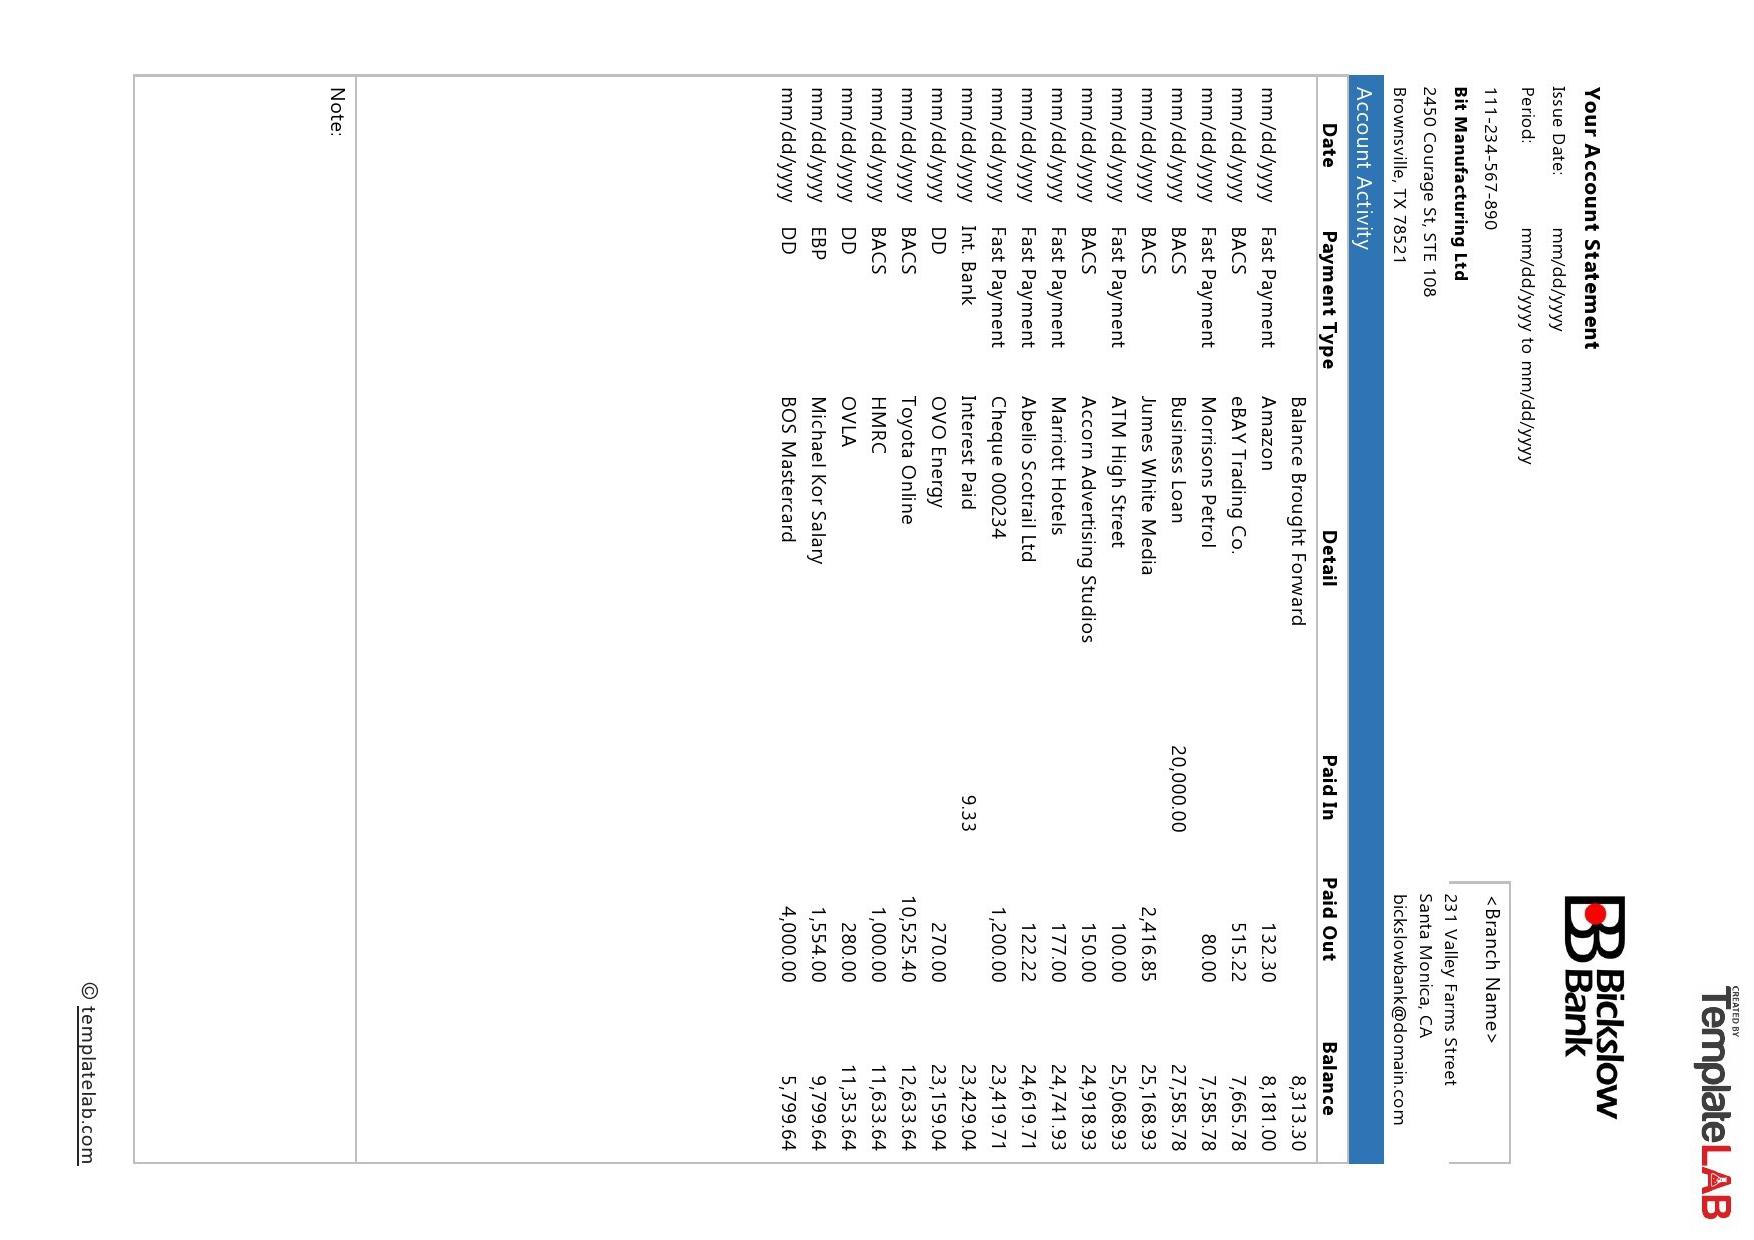 CREATED BY
TemplateLAB
Bickslow
Bank
Your Account Statement
Issue Date: mm/dd/yyyy
Period: mm/dd/yyyy to mm/dd/yyyy
<Branch Name>
111-234-567-890
Bit Manufacturing Ltd
231 Valley Farms Street
2450 Courage St, STE 108
Santa Monica, CA
Brownsville, TX 78521
bickslowbank@domain.com
Account Activity
Date Payment Type Detail Paid In Paid Out Balance
Balance Brought Forward 8,313.30
mm/dd/yyyy Fast Payment Amazon 132.30 8,181.00
mm/dd/yyyy BACS eBAY Trading Co. 515.22 7,665.78
mm/dd/yyyy Fast Payment Morrisons Petrol 80.00 7,585.78
mm/dd/yyyy BACS Business Loan 20,000.00 27,585.78
mm/dd/yyyy BACS Jumes White Media 2,416.85 25,168.93
mm/dd/yyyy Fast Payment ATM High Street 100.00 25,068.93
mm/dd/yyyy BACS Accorn Advertising Studios 150.00 24,918.93
mm/dd/yyyy Fast Payment Marriott Hotels 177.00 24,741.93
mm/dd/yyyy Fast Payment Abelio Scotrail Ltd 122.22 24,619.71
mm/dd/yyyy Fast Payment Cheque 000234 1,200.00 23,419.71
mm/dd/yyyy Int. Bank Interest Paid 9.33 23,429.04
mm/dd/yyyy DD OVO Energy 270.00 23,159.04
mm/dd/yyyy BACS Toyota Online 10,525.40 12,633.64
mm/dd/yyyy BACS HMRC 1,000.00 11,633.64
mm/dd/yyyy DD OVLA 280.00 11,353.64
mm/dd/yyyy EBP Michael Kor Salary 1,554.00 9,799.64
mm/dd/yyyy DD BOS Mastercard 4,000.00 5,799.64
Note:
© templatelab.com